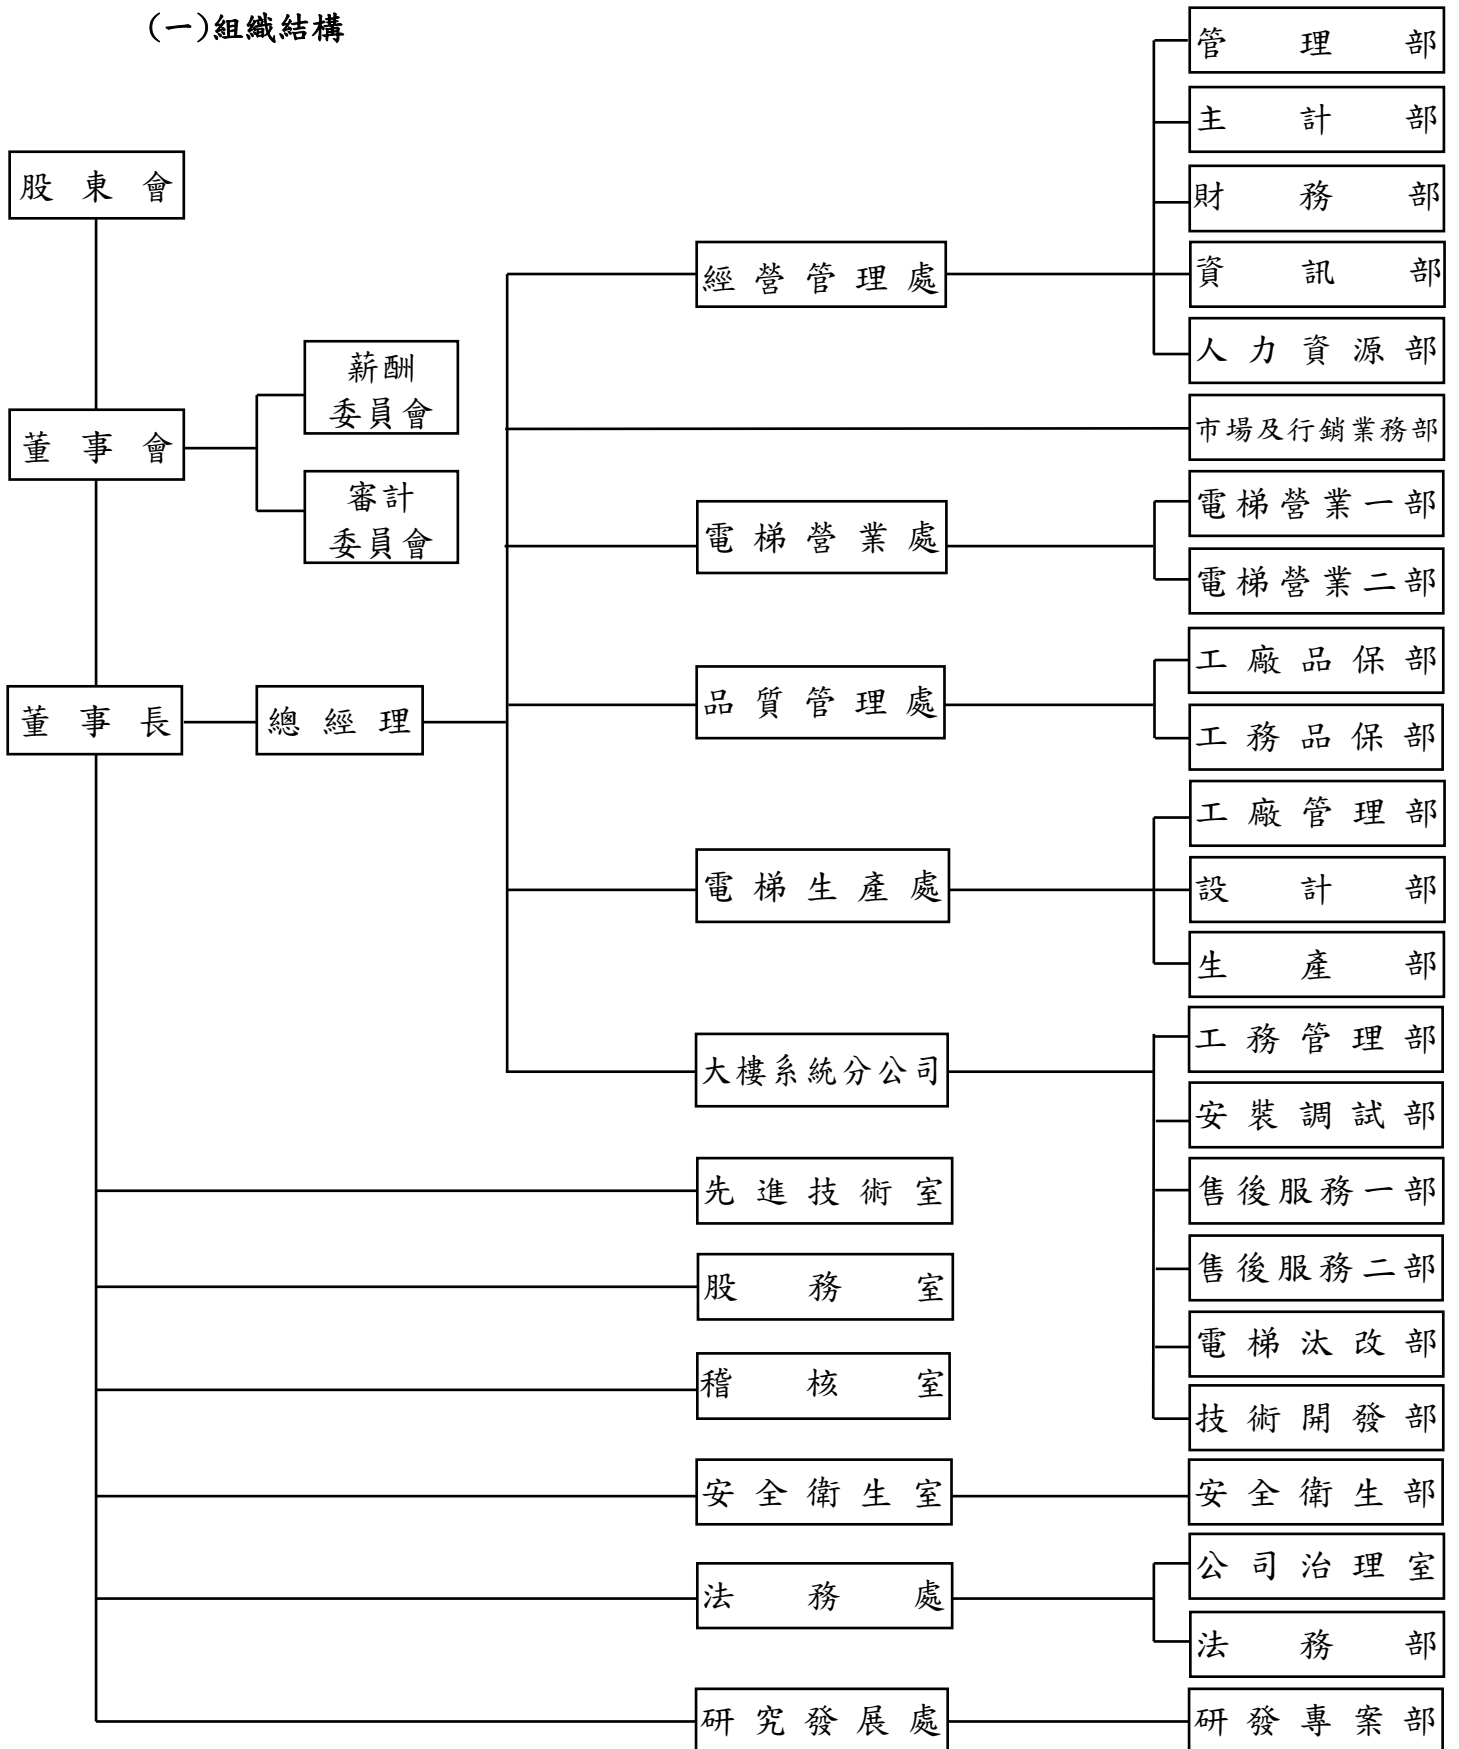 (一)組織結構
股東會
董事會
薪酬
委員會
審計
委員會
董事長
總經理
經營管理處
管理部
主計部
財務部
資訊部
人力資源部
市場及行銷業務部
電梯營業處
電梯營業一部
電梯營業二部
品質管理處
工廠品保部
工務品保部
電梯生產處
工廠管理部
設計部
生產部
大樓系統分公司
工務管理部
安裝調試部
售後服務一部
售後服務二部
電梯汰改部
技術開發部
先進技術室
股務室
稽核室
安全衛生室
安全衛生部
法務處
公司治理室
法務部
研究發展處
研發專案部